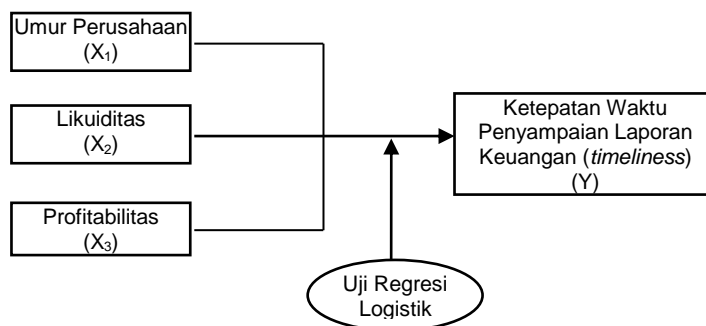 Umur Perusahaan
(X₁)
Likuiditas
(X₂)
Profitabilitas
(X₃)
Ketepatan Waktu
Penyampaian Laporan
Keuangan (timeliness)
(Y)
Uji Regresi
Logistik